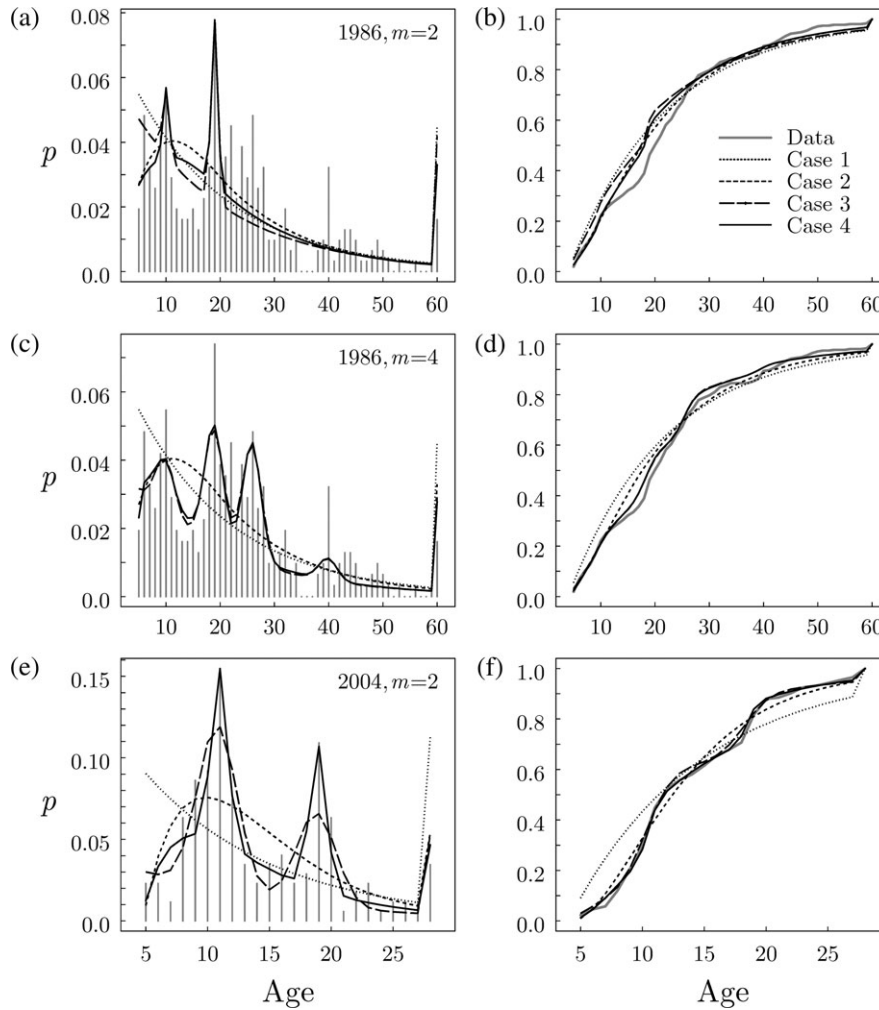 (a)
1986, m=2
p
0.08
0.06
0.04
0.02
0.0
10 20 30 40 50 60
(b)
1.0
0.8
0.6
0.4
0.2
0.0
10 20 30 40 50 60
Data
Case 1
Case 2
Case 3
Case 4
(c)
1986, m=4
p
0.06
0.04
0.02
0.0
10 20 30 40 50 60
(d)
1.0
0.8
0.6
0.4
0.2
0.0
10 20 30 40 50 60
(e)
2004, m=2
p
0.15
0.10
0.05
0.0
5 10 15 20 25
Age
(f)
1.0
0.8
0.6
0.4
0.2
0.0
5 10 15 20 25
Age